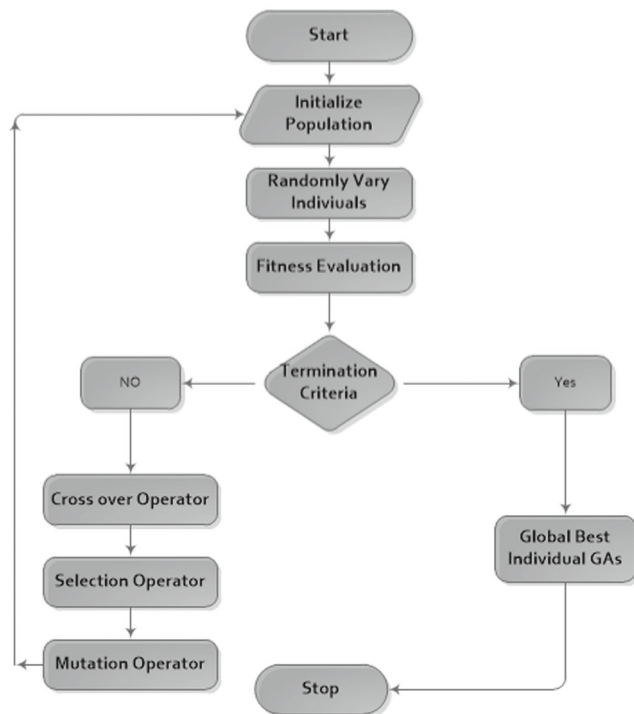 Start
Initialize
Population
Randomly Vary
Indiviuals
Fitness Evaluation
Termination
Criteria
NO
Yes
Cross over Operator
Selection Operator
Mutation Operator
Global Best
Individual GAs
Stop